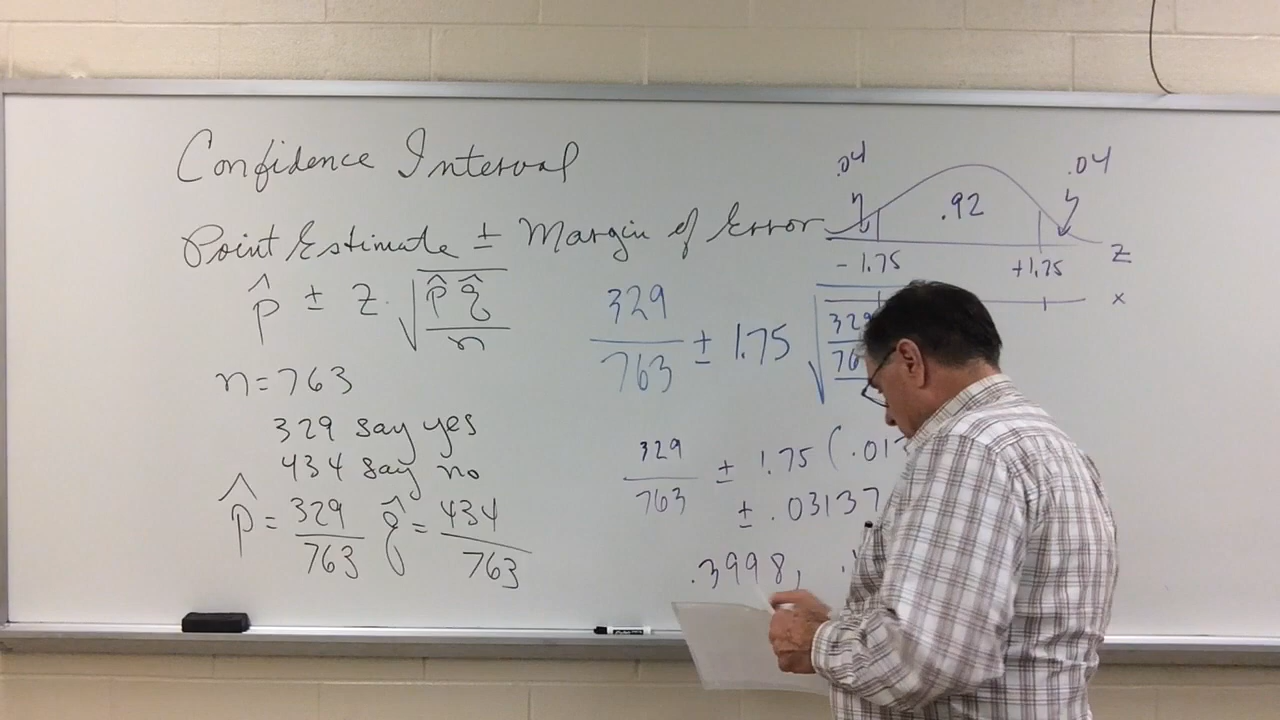 Confidence Interval
Point Estimate ± Margin of Error
p̂ ± z · √(p̂ q̂ / n)
n = 763
329 say yes
434 say no
p̂ = 329/763 q̂ = 434/763
.04 .92 .04
-1.75 +1.75 z
x
329/763 ± 1.75 √(329/76
329/763 ± 1.75 (.017
± .03137
.3998, .